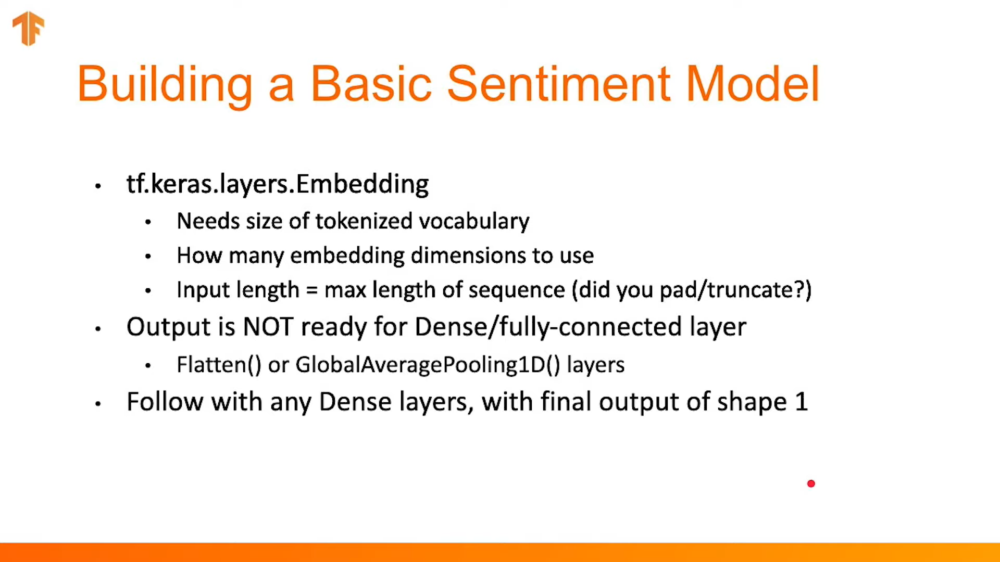 Building a Basic Sentiment Model
• tf.keras.layers.Embedding
• Needs size of tokenized vocabulary
• How many embedding dimensions to use
• Input length = max length of sequence (did you pad/truncate?)
• Output is NOT ready for Dense/fully-connected layer
• Flatten() or GlobalAveragePooling1D() layers
• Follow with any Dense layers, with final output of shape 1